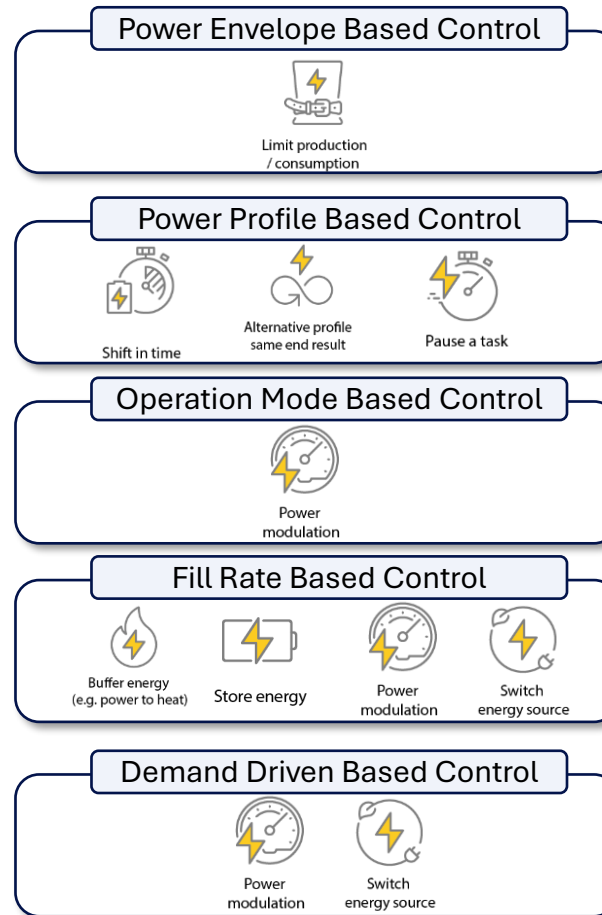 Power Envelope Based Control
Limit production
/ consumption
Power Profile Based Control
Shift in time
Alternative profile
same end result
Pause a task
Operation Mode Based Control
Power
modulation
Fill Rate Based Control
Buffer energy
(e.g. power to heat)
Store energy
Power
modulation
Switch
energy source
Demand Driven Based Control
Power
modulation
Switch
energy source